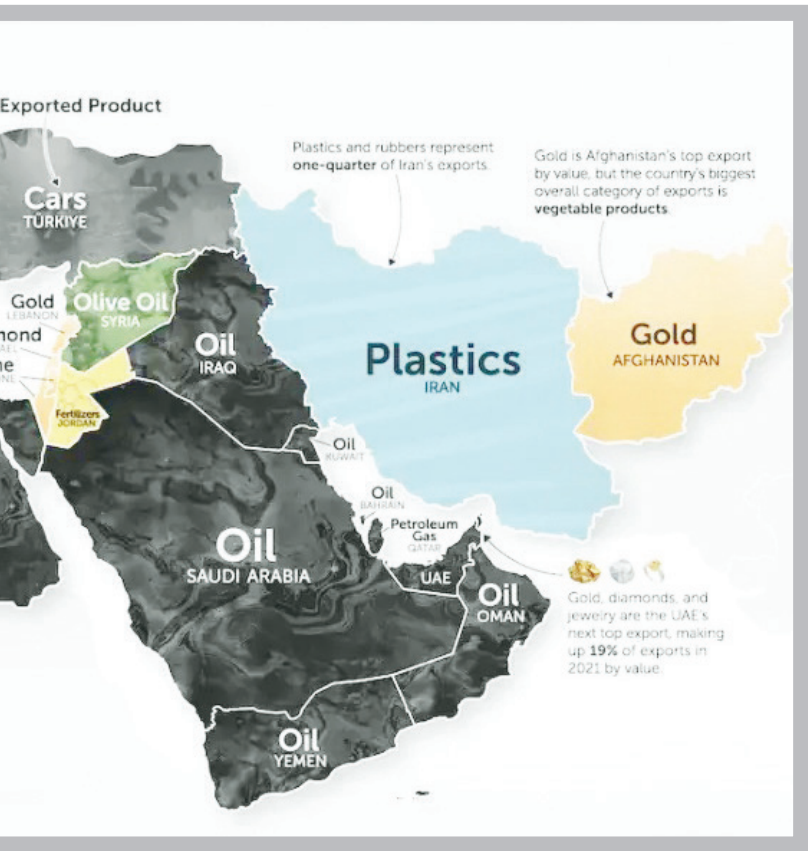 Exported Product
Plastics and rubbers represent
one-quarter of Iran's exports.
Gold is Afghanistan's top export
by value, but the country's biggest
overall category of exports is
vegetable products.
Cars
TÜRKIYE
Gold
LEBANON
Olive Oil
SYRIA
mond
AEL
ne
NE
Oil
IRAQ
Plastics
IRAN
Gold
AFGHANISTAN
Fertilizers
JORDAN
Oil
KUWAIT
Oil
BAHRAIN
Petroleum
Gas
QATAR
Oil
SAUDI ARABIA
UAE
Oil
OMAN
Gold, diamonds, and
jewelry are the UAE's
next top export, making
up 19% of exports in
2021 by value.
Oil
YEMEN